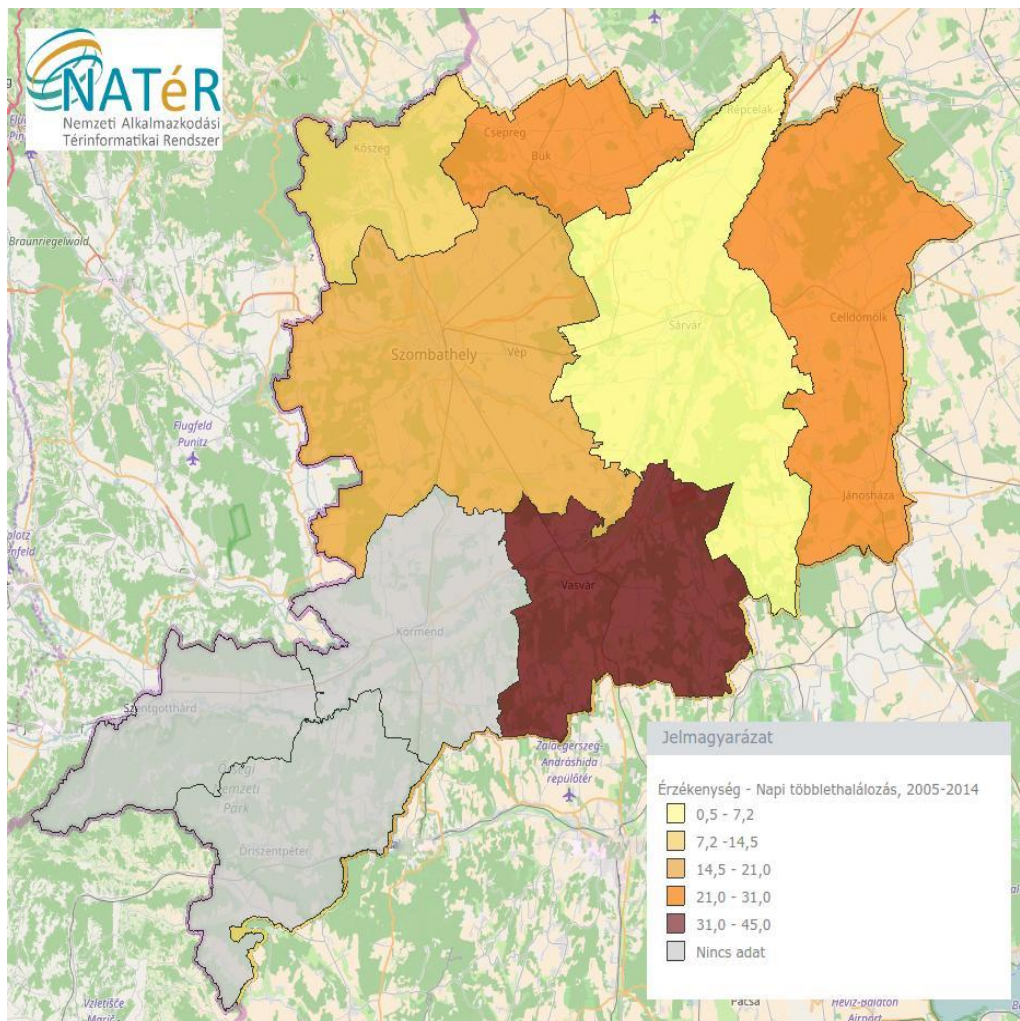 NATéR
Nemzeti Alkalmazkodási
Térinformatikai Rendszer
Répcelak
Csepreg
Kőszeg
Bük
Braunriegelwald
Celldömölk
Sárvár
Szombathely
Vép
Flugfeld
Punitz
Jánosháza
Vasvár
Körmend
Szentgotthárd
Őrségi
Nemzeti
Park
Zalaegerszeg-
Andráshida
repülőtér
Őriszentpéter
Jelmagyarázat
Érzékenység - Napi többlethalálozás, 2005-2014
0,5 - 7,2
7,2 -14,5
14,5 - 21,0
21,0 - 31,0
31,0 - 45,0
Nincs adat
Vzletišče
Pacsa
Hévíz-Balaton
Airport